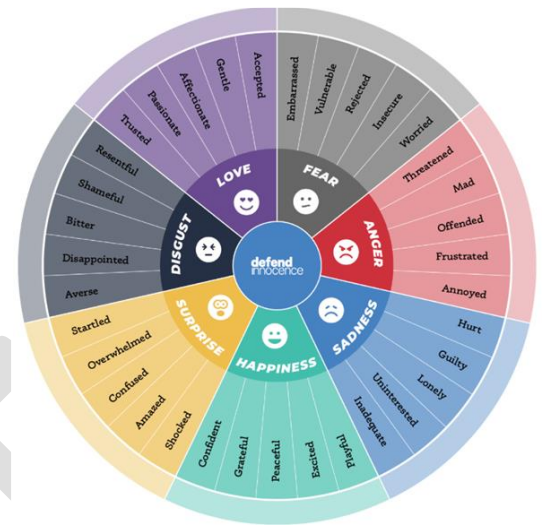 defend
innocence
LOVE
Trusted
Passionate
Affectionate
Gentle
Accepted
FEAR
Embarrassed
Vulnerable
Rejected
Insecure
Worried
ANGER
Threatened
Mad
Offended
Frustrated
Annoyed
SADNESS
Hurt
Guilty
Lonely
Uninterested
Inadequate
HAPPINESS
Playful
Excited
Peaceful
Grateful
Confident
SURPRISE
Shocked
Amazed
Confused
Overwhelmed
Startled
DISGUST
Averse
Disappointed
Bitter
Shameful
Resentful